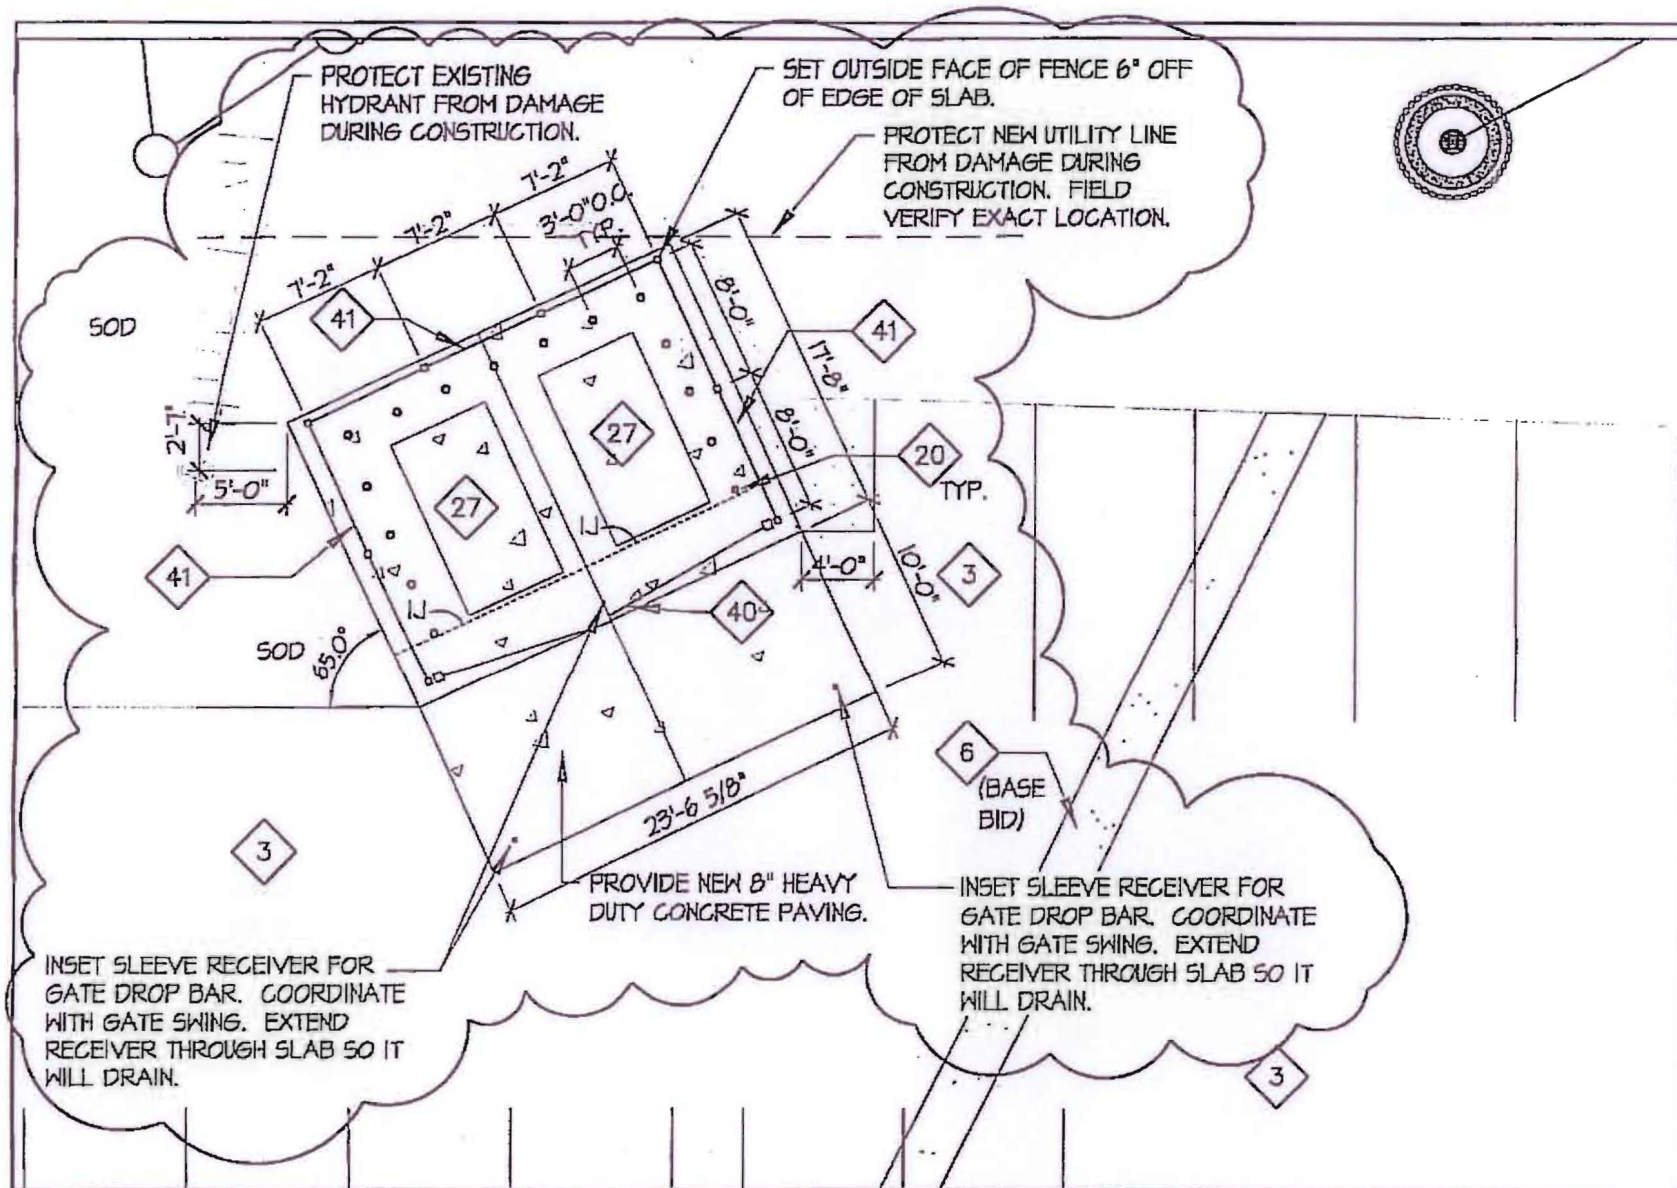 PROTECT EXISTING
HYDRANT FROM DAMAGE
DURING CONSTRUCTION.
SET OUTSIDE FACE OF FENCE 6" OFF
OF EDGE OF SLAB.
PROTECT NEW UTILITY LINE
FROM DAMAGE DURING
CONSTRUCTION. FIELD
VERIFY EXACT LOCATION.
7'-2"
7'-2"
7'-2"
3'-0"O.C.
TYP.
SOD
41
8'-0"
41
17'-8"
8'-0"
2'-7"
5'-0"
27
27
20
TYP.
IJ
IJ
41
4'-0"
10'-0"
3
40
SOD
65.0°
6
(BASE
BID)
23'-6 5/8"
3
PROVIDE NEW 8" HEAVY
DUTY CONCRETE PAVING.
INSET SLEEVE RECEIVER FOR
GATE DROP BAR. COORDINATE
WITH GATE SWING. EXTEND
RECEIVER THROUGH SLAB SO IT
WILL DRAIN.
INSET SLEEVE RECEIVER FOR
GATE DROP BAR. COORDINATE
WITH GATE SWING. EXTEND
RECEIVER THROUGH SLAB SO IT
WILL DRAIN.
3